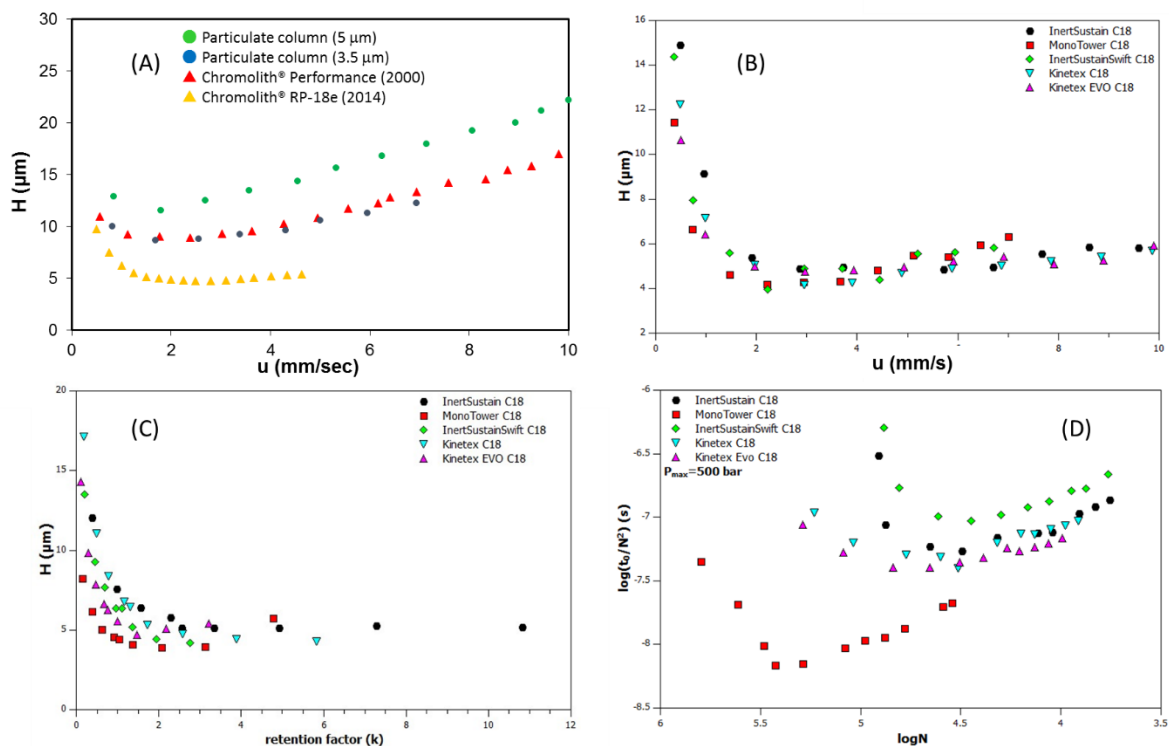 (A)
Particulate column (5 µm)
Particulate column (3.5 µm)
Chromolith® Performance (2000)
Chromolith® RP-18e (2014)
30
25
20
15
10
5
0
H (µm)
0 2 4 6 8 10
u (mm/sec)
(B)
InertSustain C18
MonoTower C18
InertSustainSwift C18
Kinetex C18
Kinetex EVO C18
16
14
12
10
8
6
4
2
H (µm)
0 2 4 6 8 10
u (mm/s)
(C)
InertSustain C18
MonoTower C18
InertSustainSwift C18
Kinetex C18
Kinetex EVO C18
20
15
10
5
0
H (µm)
0 2 4 6 8 10 12
retention factor (k)
(D)
InertSustain C18
MonoTower C18
InertSustainSwift C18
Kinetex C18
Kinetex Evo C18
Pmax=500 bar
-6
-6.5
-7
-7.5
-8
-8.5
log(t₀/N²) (s)
6 5.5 5 4.5 4 3.5
logN